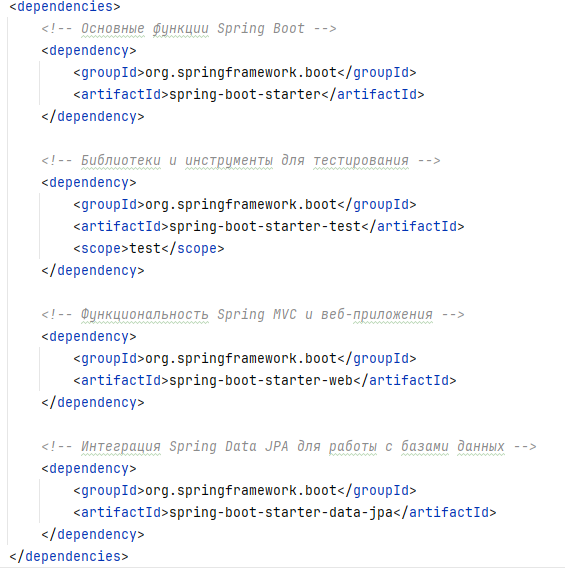 <dependencies>
<!-- Основные функции Spring Boot -->
<dependency>
<groupId>org.springframework.boot</groupId>
<artifactId>spring-boot-starter</artifactId>
</dependency>
<!-- Библиотеки и инструменты для тестирования -->
<dependency>
<groupId>org.springframework.boot</groupId>
<artifactId>spring-boot-starter-test</artifactId>
<scope>test</scope>
</dependency>
<!-- Функциональность Spring MVC и веб-приложения -->
<dependency>
<groupId>org.springframework.boot</groupId>
<artifactId>spring-boot-starter-web</artifactId>
</dependency>
<!-- Интеграция Spring Data JPA для работы с базами данных -->
<dependency>
<groupId>org.springframework.boot</groupId>
<artifactId>spring-boot-starter-data-jpa</artifactId>
</dependency>
</dependencies>